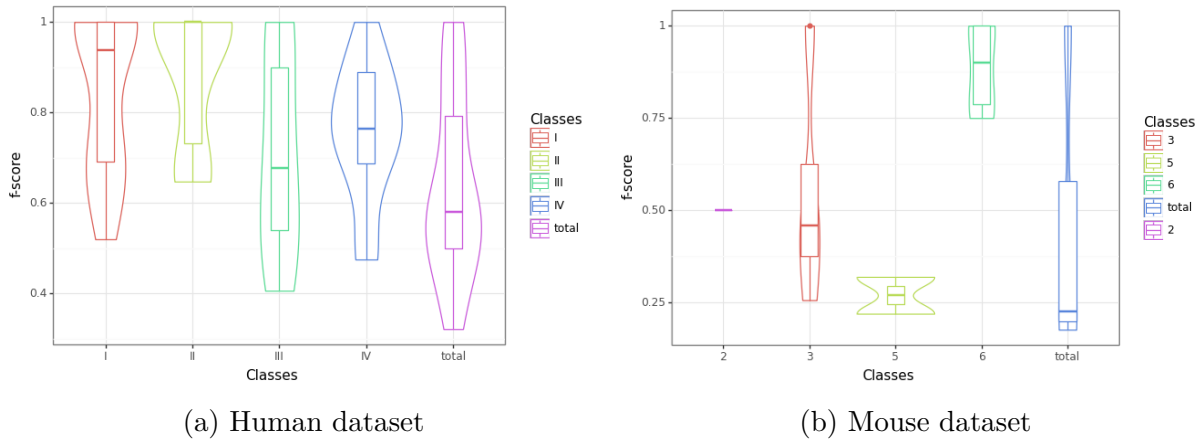 1
0.8
0.6
0.4
f-score
I
II
III
IV
total
Classes
Classes
I
II
III
IV
total
(a) Human dataset
1
0.75
0.50
0.25
f-score
2
3
5
6
total
Classes
Classes
3
5
6
total
2
(b) Mouse dataset